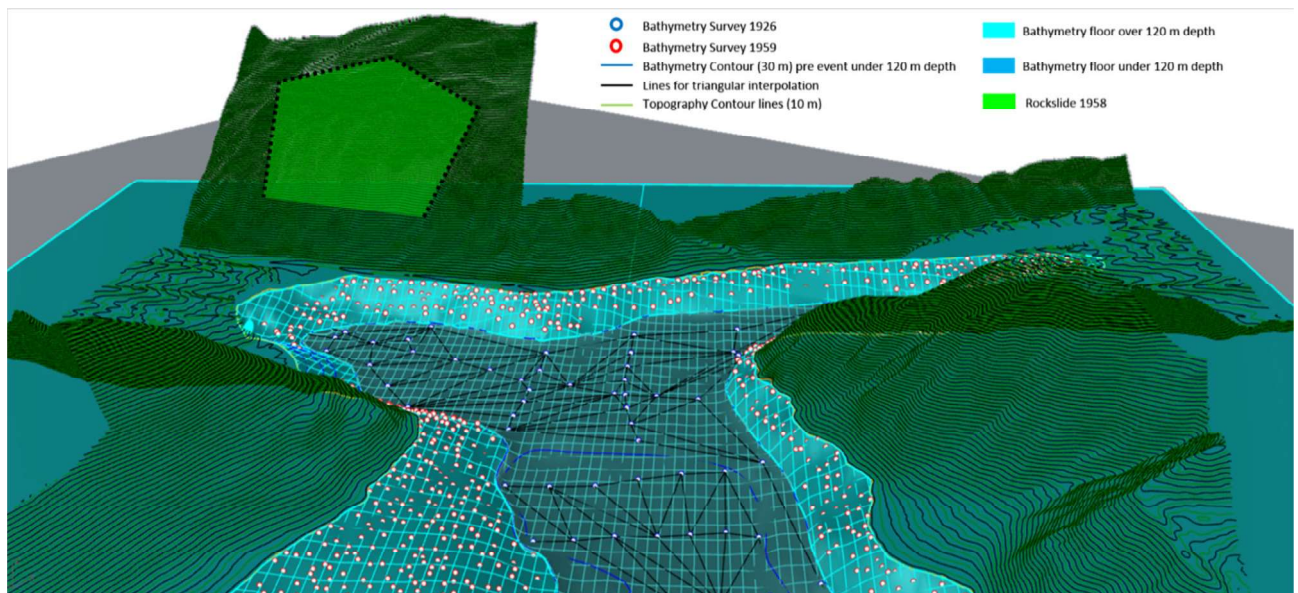 Bathymetry Survey 1926
Bathymetry Survey 1959
Bathymetry Contour (30 m) pre event under 120 m depth
Lines for triangular interpolation
Topography Contour lines (10 m)
Bathymetry floor over 120 m depth
Bathymetry floor under 120 m depth
Rockslide 1958